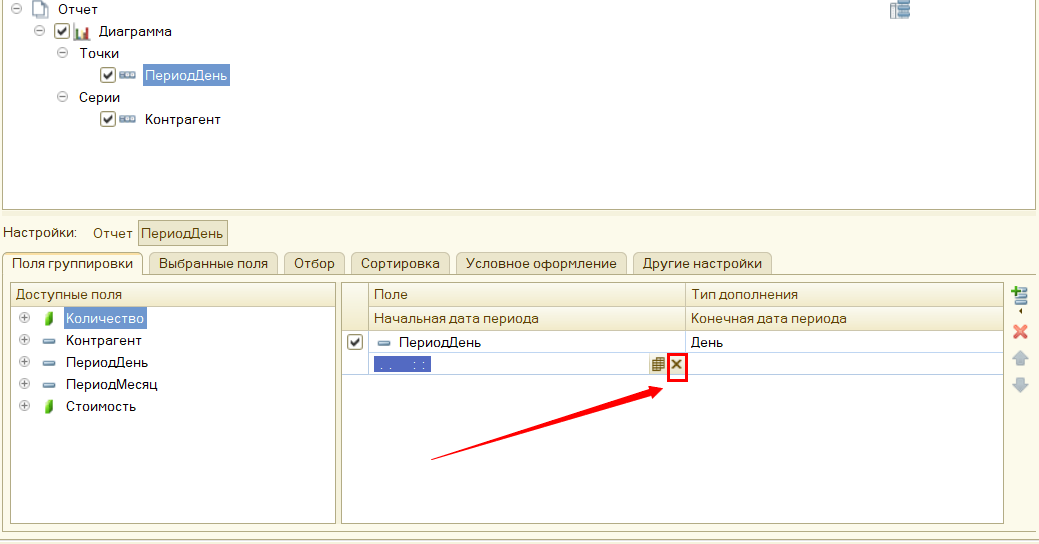 Отчет
Диаграмма
Точки
ПериодДень
Серии
Контрагент
Настройки: Отчет ПериодДень
Поля группировки Выбранные поля Отбор Сортировка Условное оформление Другие настройки
Доступные поля
Количество
Контрагент
ПериодДень
ПериодМесяц
Стоимость
Поле Тип дополнения
Начальная дата периода Конечная дата периода
ПериодДень День
. . : :